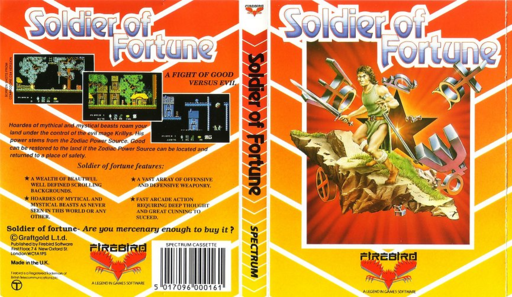 Soldier of
Fortune
A FIGHT OF GOOD
VERSUS EVIL.
Hoardes of mythical and mystical beasts roam your
land under the control of the evil mage Krillys. His
power stems from the Zodiac Power Source. Good
can be restored to the land if the Zodiac Power Source can be located and
returned to a place of safety.
Soldier of fortune features:
★ A WEALTH OF BEAUTIFUL
WELL DEFINED SCROLLING
BACKGROUNDS.
★ HOARDES OF MYTICAL AND
MYSTICAL BEASTS AS NEVER
SEEN IN THIS WORLD OR ANY
OTHER.
★ A VAST ARRAY OF OFFENSIVE
AND DEFENSIVE WEAPONRY.
★ FAST ARCADE ACTION
REQUIRING DEEP THOUGHT
AND GREAT CUNNING TO
SUCEED.
Soldier of fortune- Are you mercenary enough to buy it?
© Graftgold L.t.d.
Published by Firebird Software
First Floor, 7-4 New Oxford St
London WC1A 1PS
Made in the U.K.
T
FIREBIRD
A LEGEND IN GAMES SOFTWARE
SPECTRUM CASSETTE
5 017096 000161
FIREBIRD
Soldier of Fortune
SPECTRUM
Soldier of
Fortune
FIREBIRD
A LEGEND IN GAMES SOFTWARE